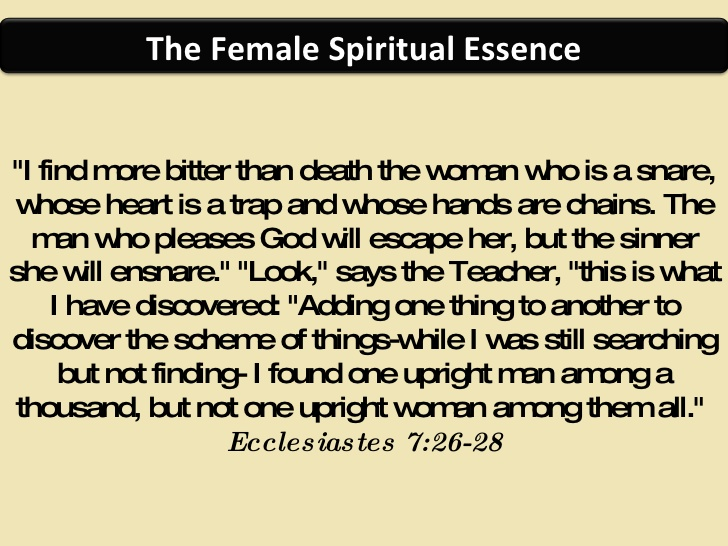 The Female Spiritual Essence
"I find more bitter than death the woman who is a snare,
whose heart is a trap and whose hands are chains. The
man who pleases God will escape her, but the sinner
she will ensnare." "Look," says the Teacher, "this is what
I have discovered: "Adding one thing to another to
discover the scheme of things-while I was still searching
but not finding- I found one upright man among a
thousand, but not one upright woman among them all."
Ecclesiastes 7:26-28